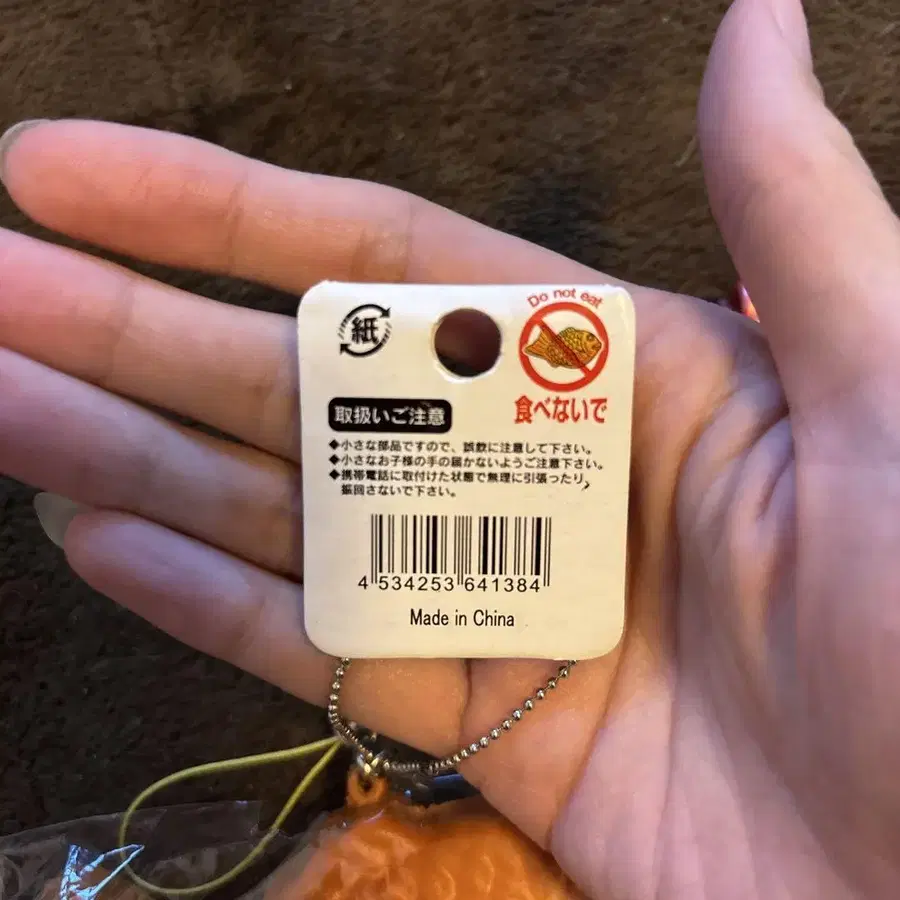 紙
Do not eat
食べないで
取扱いご注意
◆小さな部品ですので、誤飲に注意して下さい。
◆小さなお子様の手の届かないようご注意下さい。
◆携帯電話に取付けた状態で無理に引張ったり、
振回さないで下さい。
4 534253 641384
Made in China